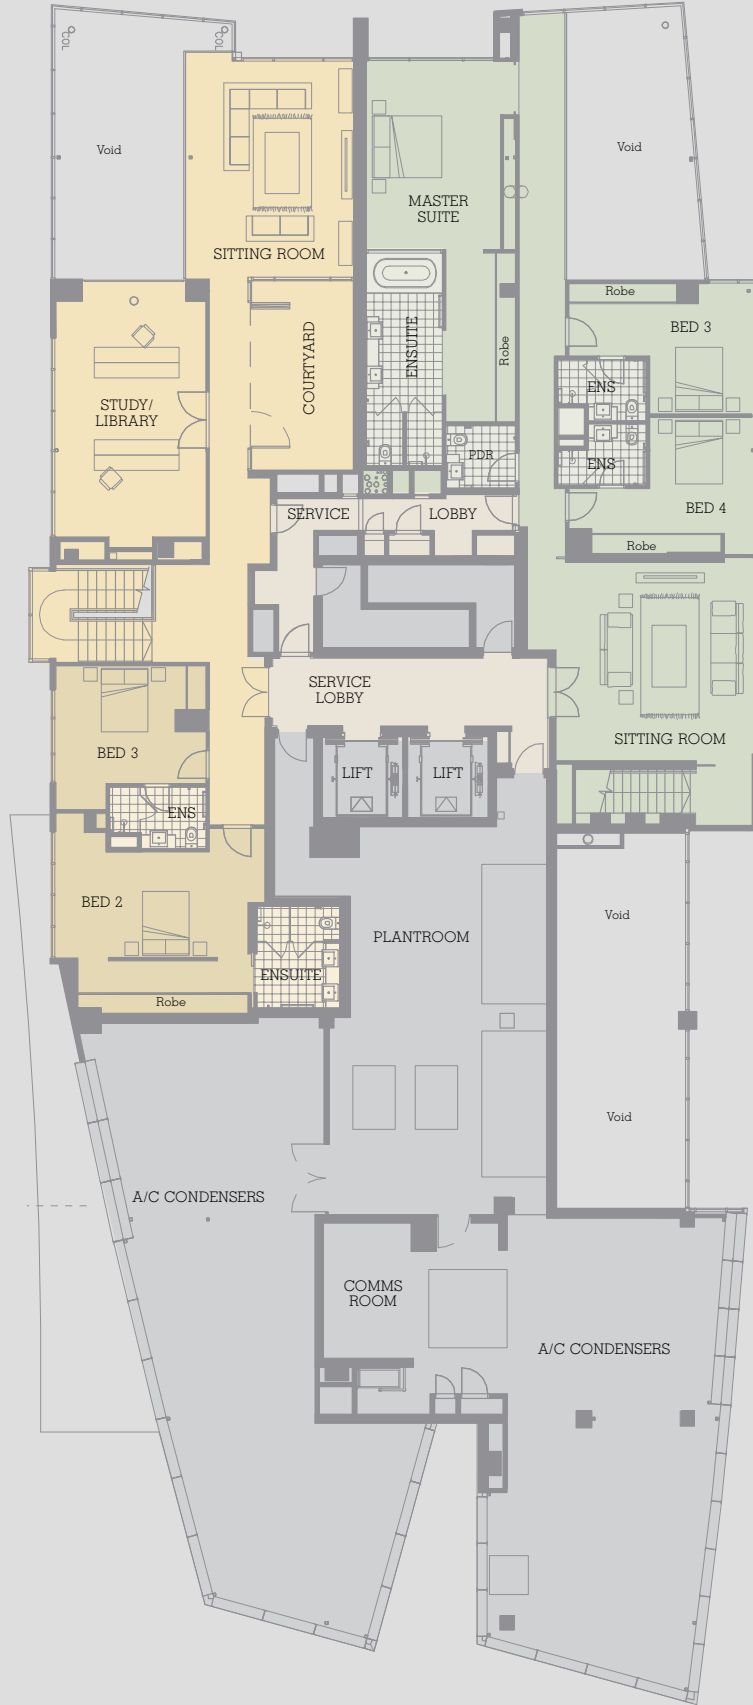 COL
COL
Void
Void
MASTER
SUITE
SITTING ROOM
Robe
BED 3
COURTYARD
ENSUITE
Robe
ENS
STUDY/
LIBRARY
PDR
ENS
BED 4
SERVICE
LOBBY
Robe
SERVICE
LOBBY
SITTING ROOM
BED 3
LIFT
LIFT
ENS
BED 2
Void
PLANTROOM
ENSUITE
Robe
Void
A/C CONDENSERS
COMMS
ROOM
A/C CONDENSERS